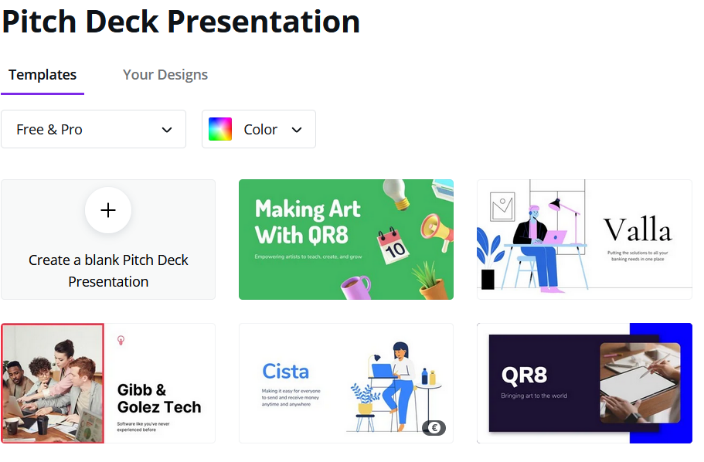 Pitch Deck Presentation
Templates
Your Designs
Free & Pro
Color
Create a blank Pitch Deck
Presentation
Making Art
With QR8
Empowering artists to teach, create, and grow.
10
Valla
Putting the solutions to all your
banking needs in one place
Gibb &
Golez Tech
Software like you've never
experienced before
Cista
Making it easy for everyone
to send and receive money
anytime and anywhere
€
QR8
Bringing art to the world